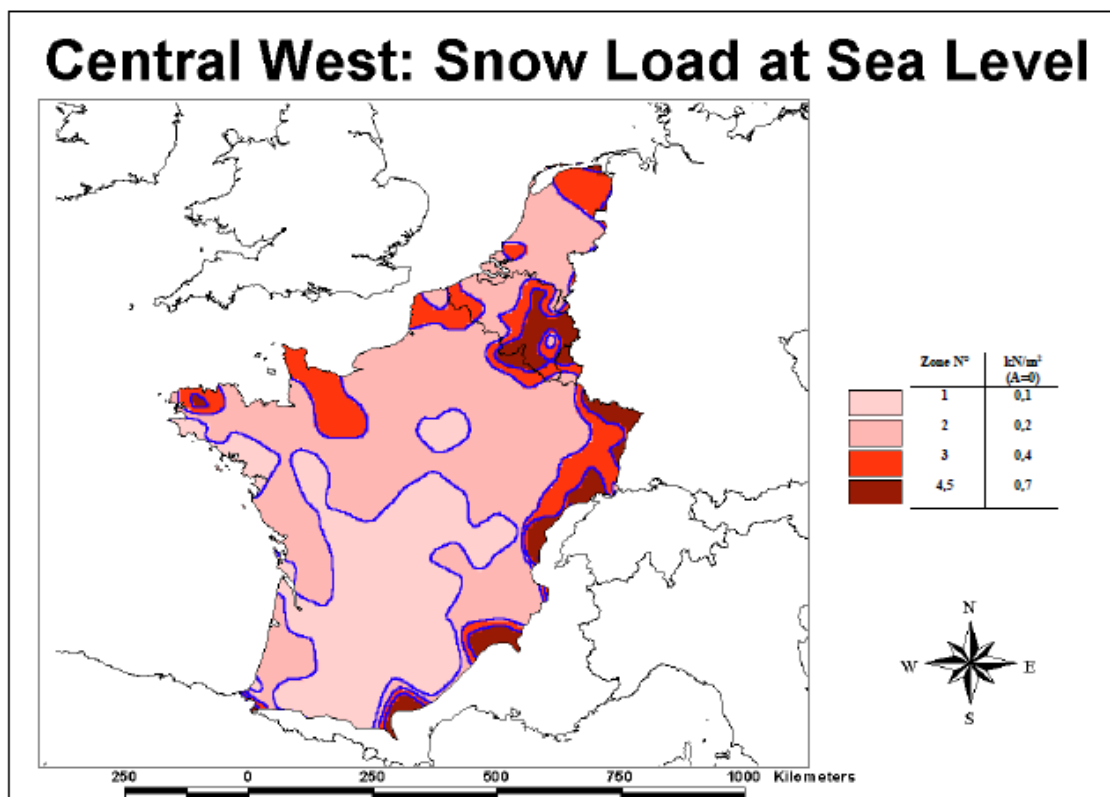 Central West: Snow Load at Sea Level
Zone N° kN/m²
(A=0)
1 0,1
2 0,2
3 0,4
4,5 0,7
N
W E
S
250 0 250 500 750 1000 Kilometers